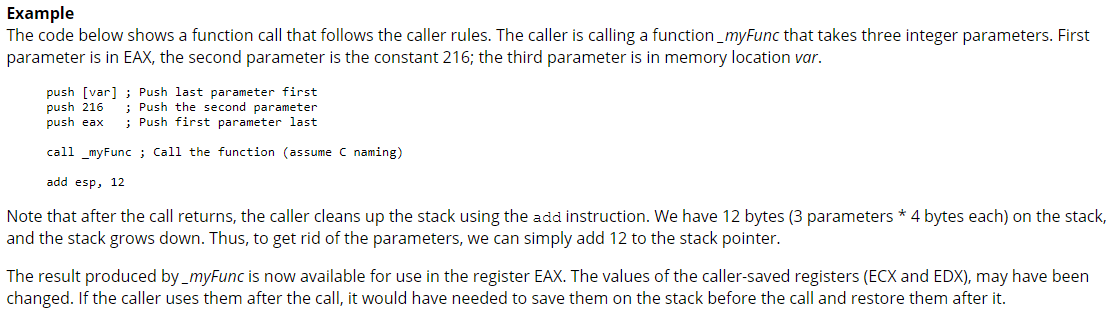 Example
The code below shows a function call that follows the caller rules. The caller is calling a function _myFunc that takes three integer parameters. First
parameter is in EAX, the second parameter is the constant 216; the third parameter is in memory location var.
push [var] ; Push last parameter first
push 216   ; Push the second parameter
push eax   ; Push first parameter last
call _myFunc ; Call the function (assume C naming)
add esp, 12
Note that after the call returns, the caller cleans up the stack using the add instruction. We have 12 bytes (3 parameters * 4 bytes each) on the stack,
and the stack grows down. Thus, to get rid of the parameters, we can simply add 12 to the stack pointer.
The result produced by _myFunc is now available for use in the register EAX. The values of the caller-saved registers (ECX and EDX), may have been
changed. If the caller uses them after the call, it would have needed to save them on the stack before the call and restore them after it.